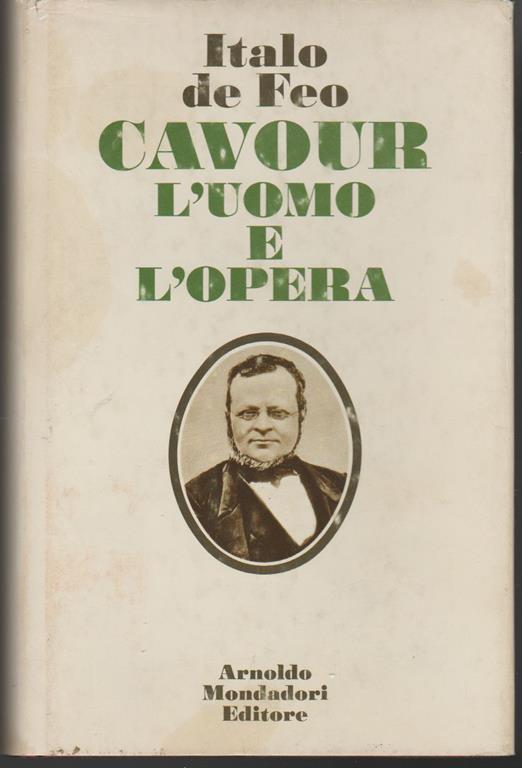 Italo
de Feo
CAVOUR
L'UOMO
E
L'OPERA
Arnoldo
Mondadori
Editore